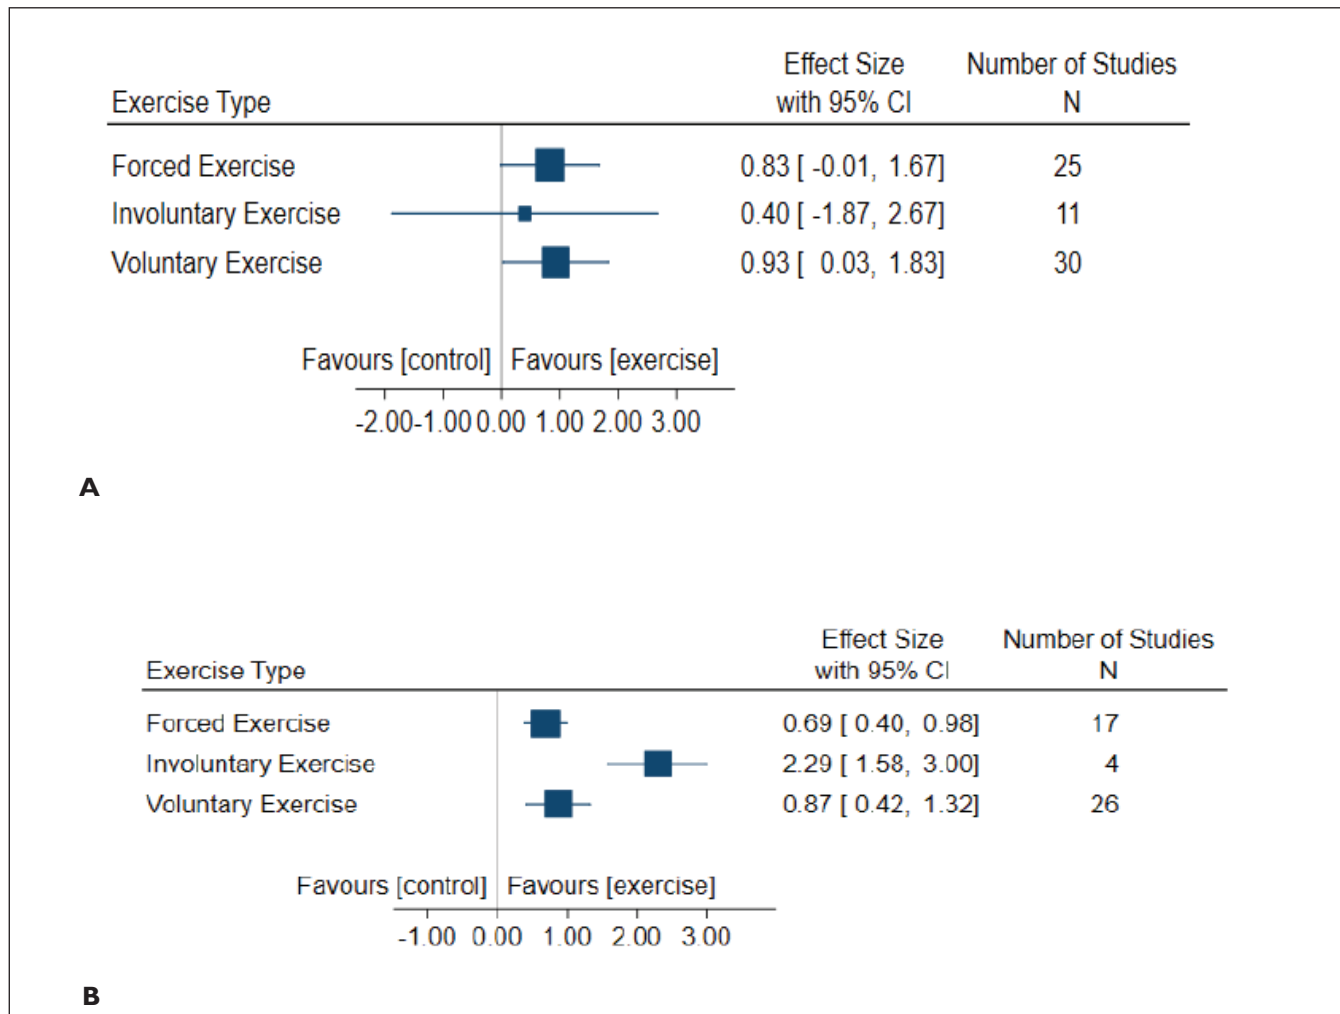 Effect Size Number of Studies
Exercise Type with 95% CI N
Forced Exercise 0.83 [ -0.01, 1.67] 25
Involuntary Exercise 0.40 [ -1.87, 2.67] 11
Voluntary Exercise 0.93 [ 0.03, 1.83] 30
Favours [control] Favours [exercise]
-2.00 -1.00 0.00 1.00 2.00 3.00
A
Effect Size Number of Studies
Exercise Type with 95% CI N
Forced Exercise 0.69 [ 0.40, 0.98] 17
Involuntary Exercise 2.29 [ 1.58, 3.00] 4
Voluntary Exercise 0.87 [ 0.42, 1.32] 26
Favours [control] Favours [exercise]
-1.00 0.00 1.00 2.00 3.00
B